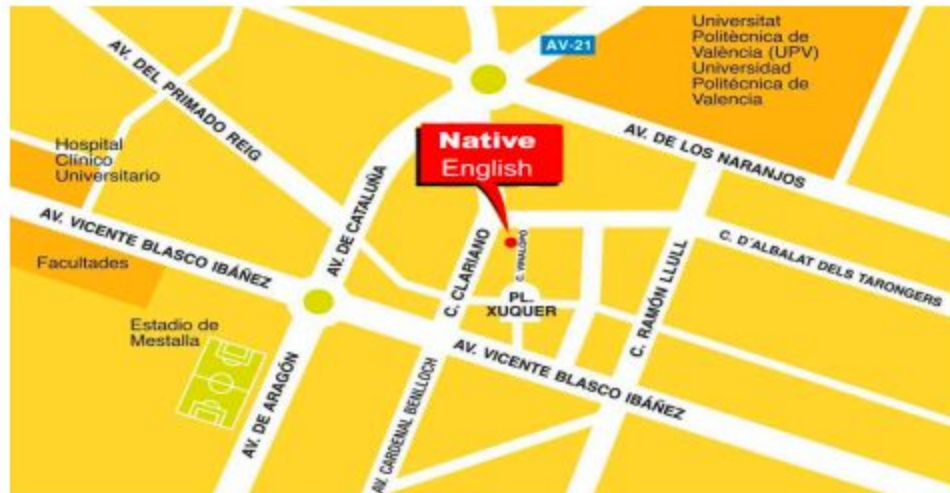 Universitat
Politècnica de
València (UPV)
Universidad
Politécnica de
Valencia
AV-21
AV. DEL PRIMADO REIG
Native
English
AV. DE LOS NARANJOS
Hospital
Clínico
Universitario
AV. DE CATALUÑA
AV. VICENTE BLASCO IBÁÑEZ
C. CLARIANO
C. VINALOPÓ
C. D´ALBALAT DELS TARONGERS
Facultades
C. RAMÓN LLULL
PL.
XUQUER
Estadio de
Mestalla
AV. VICENTE BLASCO IBÁÑEZ
AV. DE ARAGÓN
AV. CARDENAL BENLLOCH